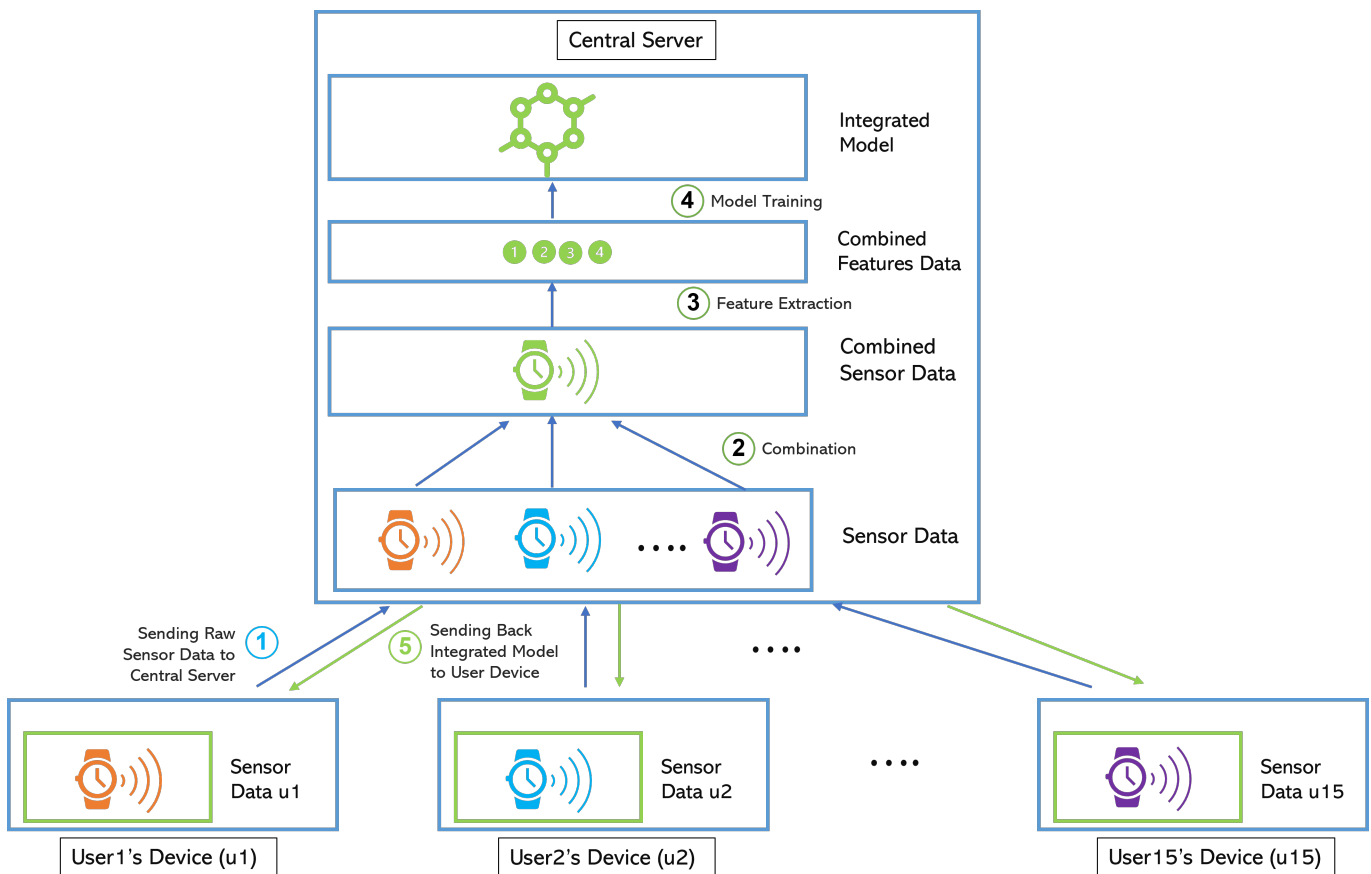 Central Server
Integrated
Model
4 Model Training
1 2 3 4
Combined
Features Data
3 Feature Extraction
Combined
Sensor Data
2 Combination
Sensor Data
....
Sending Raw
Sensor Data to
Central Server
1
5
Sending Back
Integrated Model
to User Device
....
Sensor
Data u1
Sensor
Data u2
....
Sensor
Data u15
User1's Device (u1)
User2's Device (u2)
User15's Device (u15)